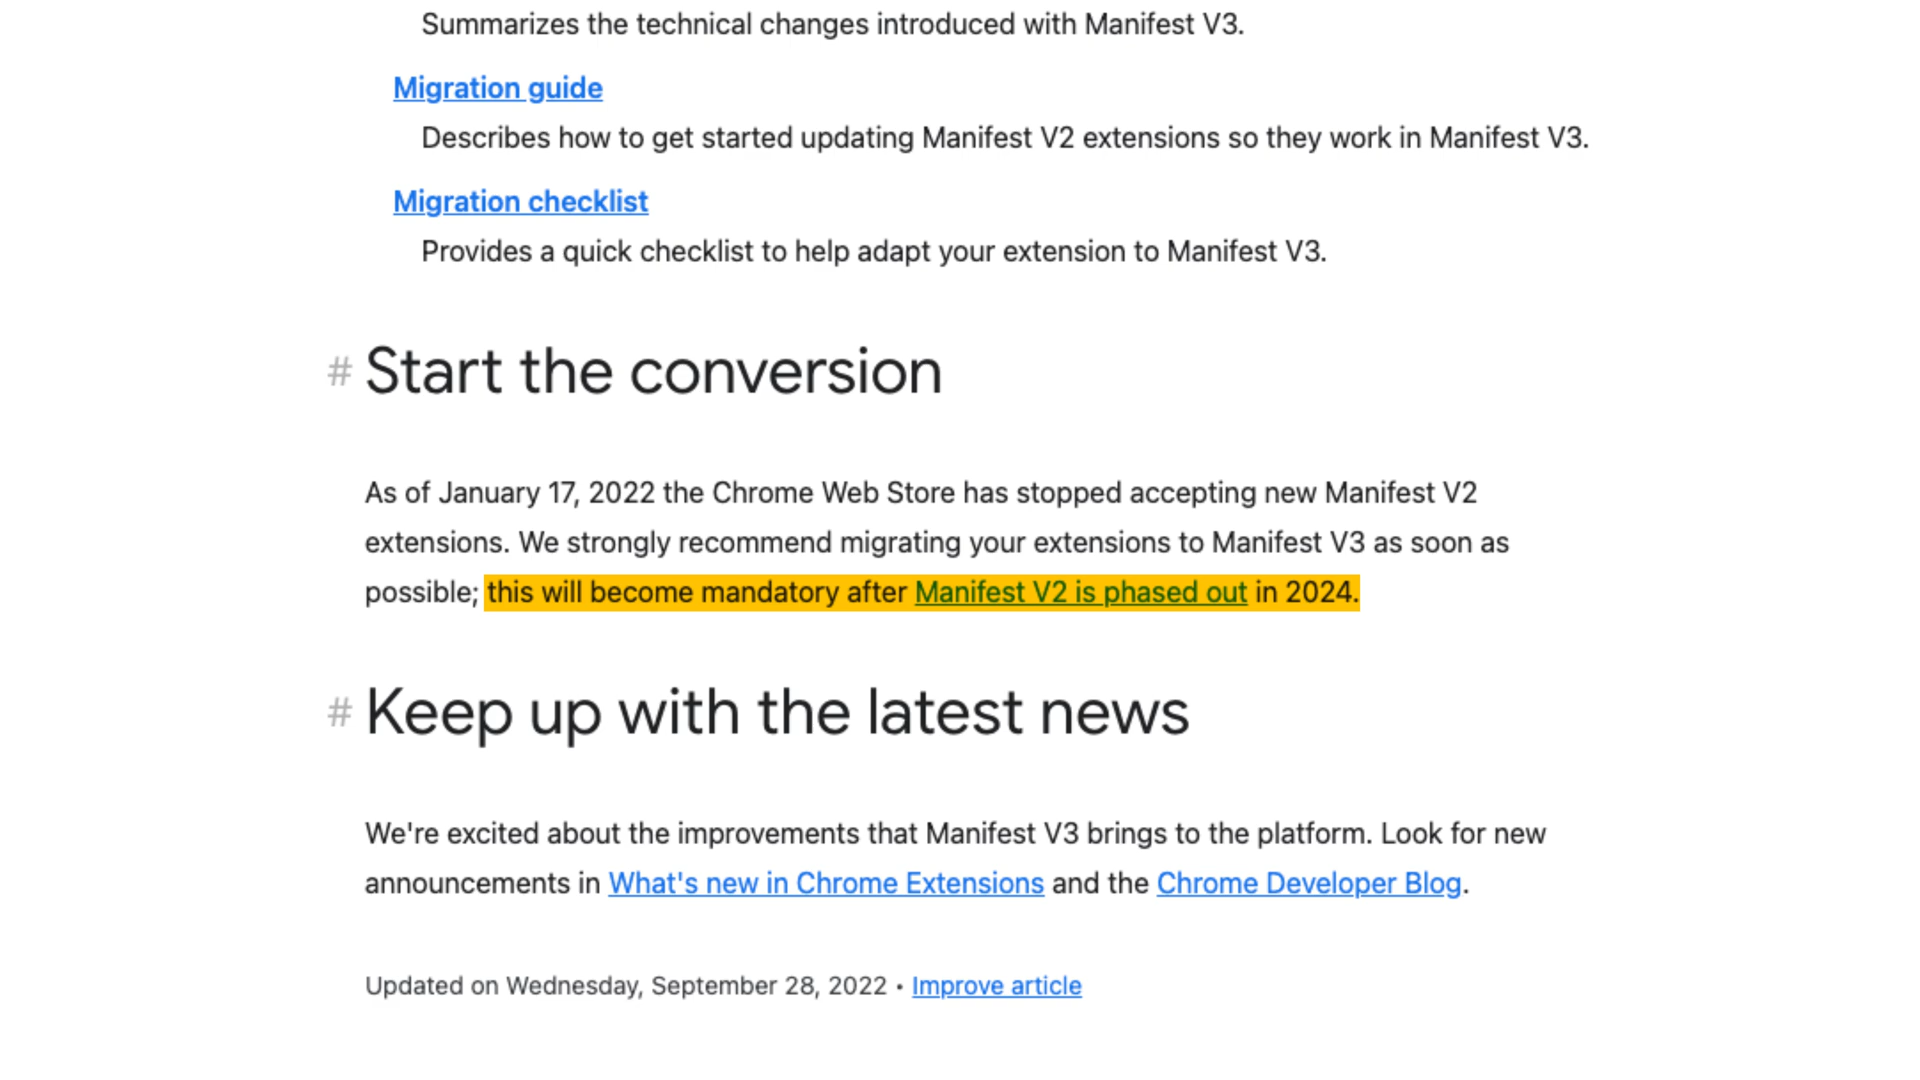 Summarizes the technical changes introduced with Manifest V3.
Migration guide
Describes how to get started updating Manifest V2 extensions so they work in Manifest V3.
Migration checklist
Provides a quick checklist to help adapt your extension to Manifest V3.
# Start the conversion
As of January 17, 2022 the Chrome Web Store has stopped accepting new Manifest V2
extensions. We strongly recommend migrating your extensions to Manifest V3 as soon as
possible; this will become mandatory after Manifest V2 is phased out in 2024.
# Keep up with the latest news
We're excited about the improvements that Manifest V3 brings to the platform. Look for new
announcements in What's new in Chrome Extensions and the Chrome Developer Blog.
Updated on Wednesday, September 28, 2022 • Improve article